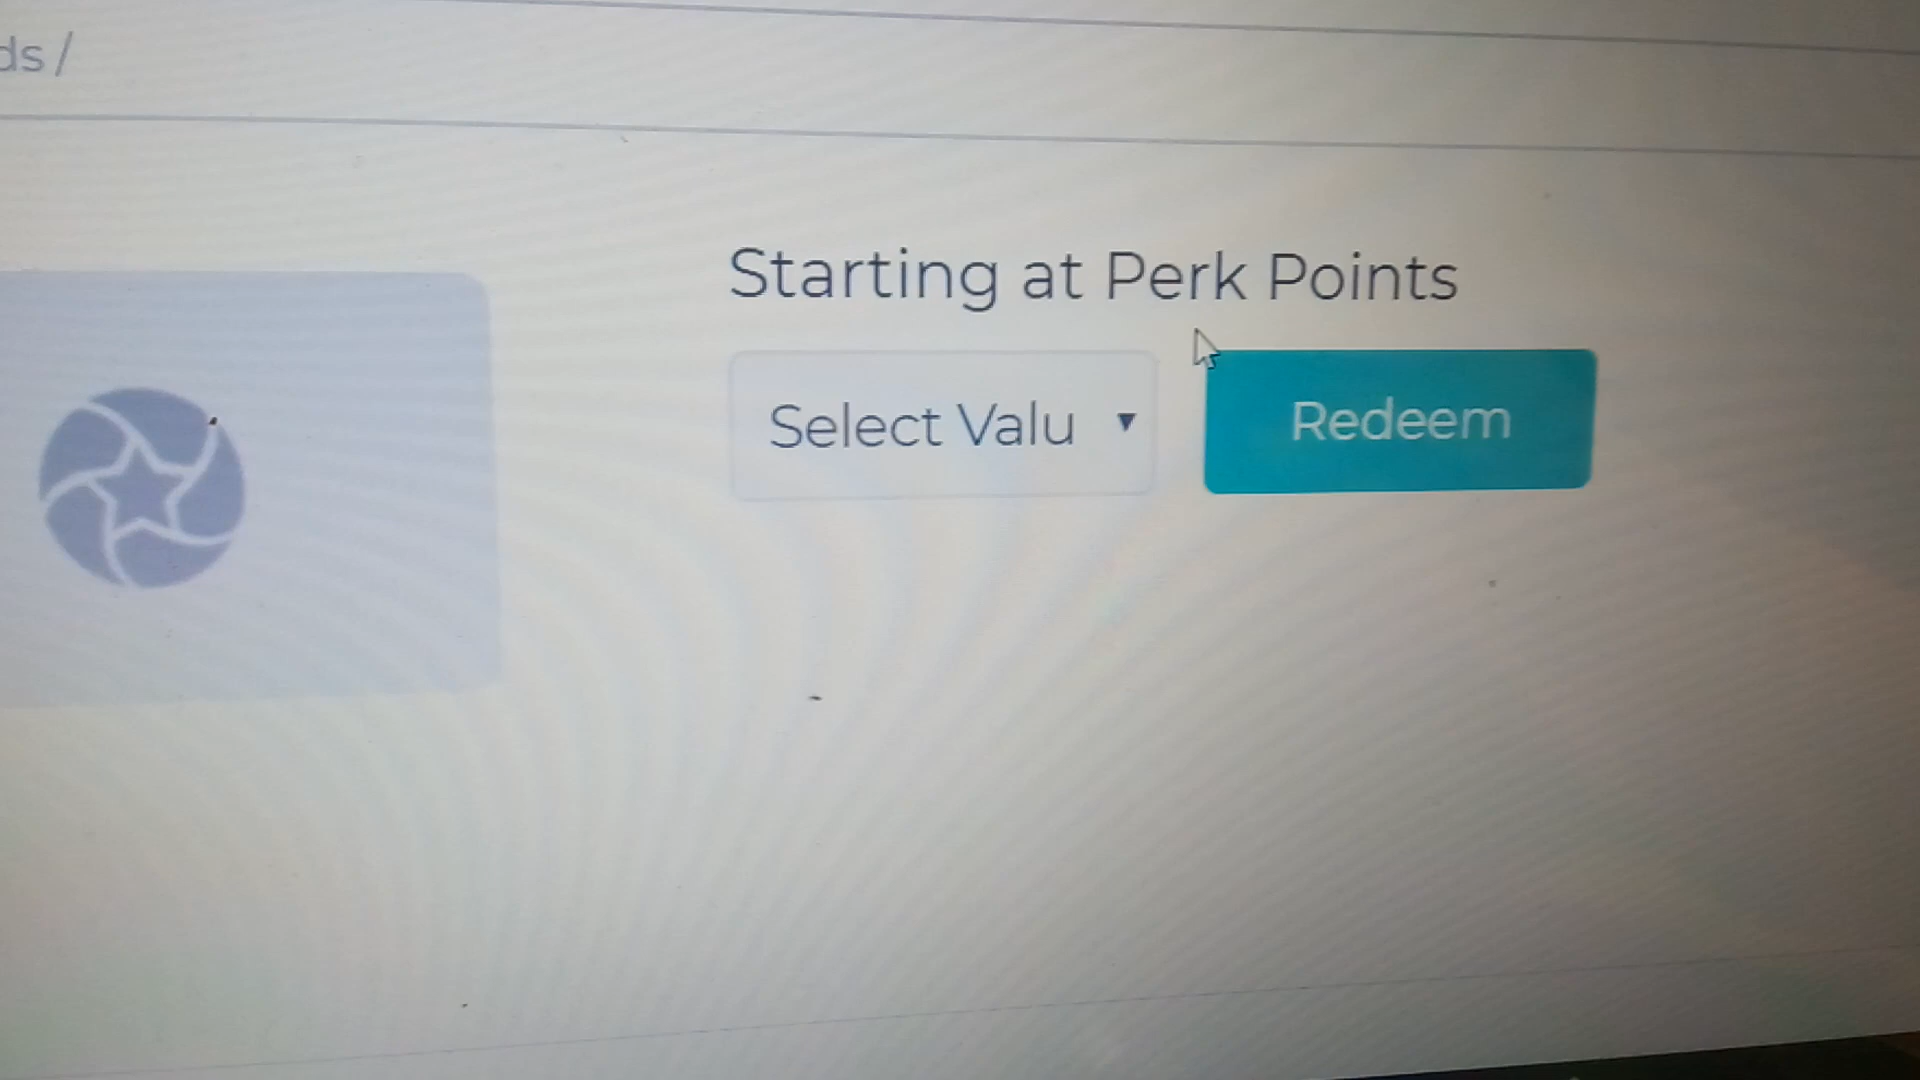 ds /
Starting at Perk Points
Select Valu
Redeem